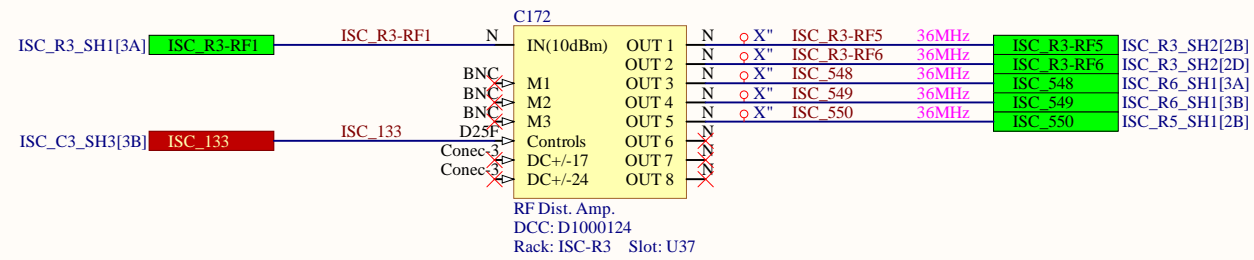 C172
ISC_R3_SH1[3A] ISC_R3-RF1 ISC_R3-RF1 N IN(10dBm) OUT 1 N X" ISC_R3-RF5 36MHz ISC_R3-RF5 ISC_R3_SH2[2B]
OUT 2 N X" ISC_R3-RF6 36MHz ISC_R3-RF6 ISC_R3_SH2[2D]
BNC M1 OUT 3 N X" ISC_548 36MHz ISC_548 ISC_R6_SH1[3A]
BNC M2 OUT 4 N X" ISC_549 36MHz ISC_549 ISC_R6_SH1[3B]
BNC M3 OUT 5 N X" ISC_550 36MHz ISC_550 ISC_R5_SH1[2B]
ISC_C3_SH3[3B] ISC_133 ISC_133 D25F Controls OUT 6 N
Conec-3 DC+/-17 OUT 7 N
Conec-3 DC+/-24 OUT 8 N
RF Dist. Amp.
DCC: D1000124
Rack: ISC-R3 Slot: U37